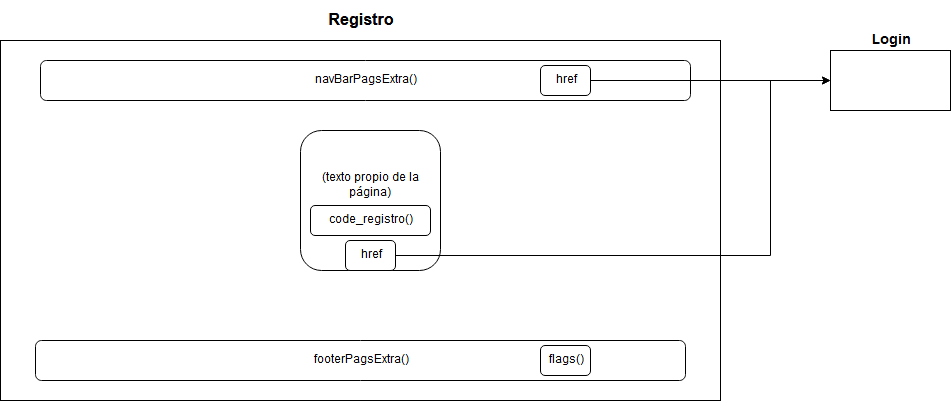 Registro
Login
navBarPagsExtra()
href
(texto propio de la
página)
code_registro()
href
footerPagsExtra()
flags()